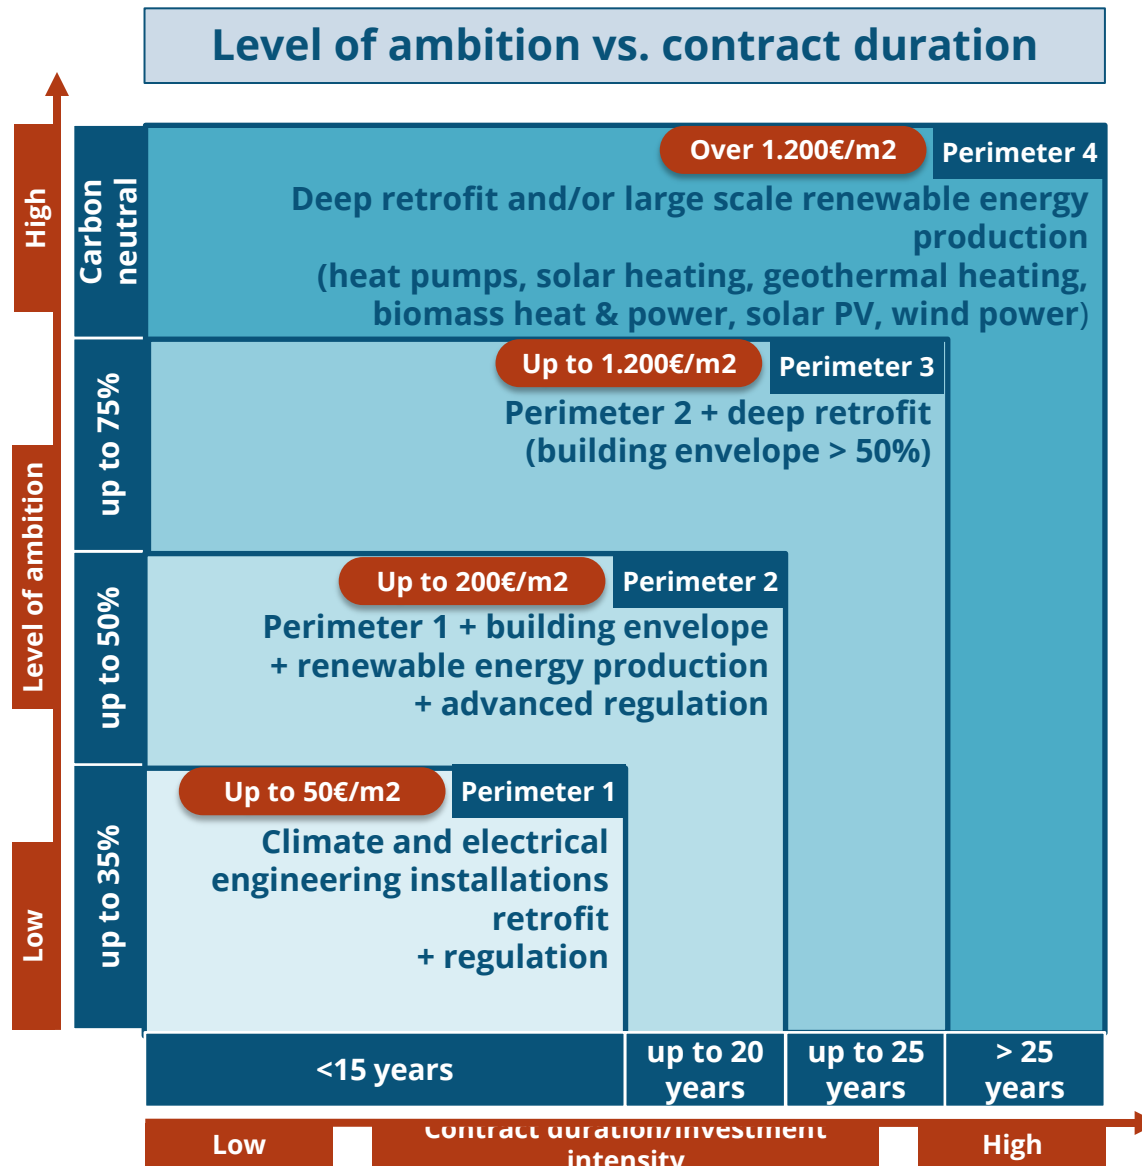 Level of ambition vs. contract duration
High
Carbon
neutral
Over 1.200€/m2
Perimeter 4
Deep retrofit and/or large scale renewable energy
production
(heat pumps, solar heating, geothermal heating,
biomass heat & power, solar PV, wind power)
Level of ambition
up to 75%
Up to 1.200€/m2
Perimeter 3
Perimeter 2 + deep retrofit
(building envelope > 50%)
up to 50%
Up to 200€/m2
Perimeter 2
Perimeter 1 + building envelope
+ renewable energy production
+ advanced regulation
Low
up to 35%
Up to 50€/m2
Perimeter 1
Climate and electrical
engineering installations
retrofit
+ regulation
<15 years
up to 20
years
up to 25
years
> 25
years
Low
Contract duration/investment
intensity
High